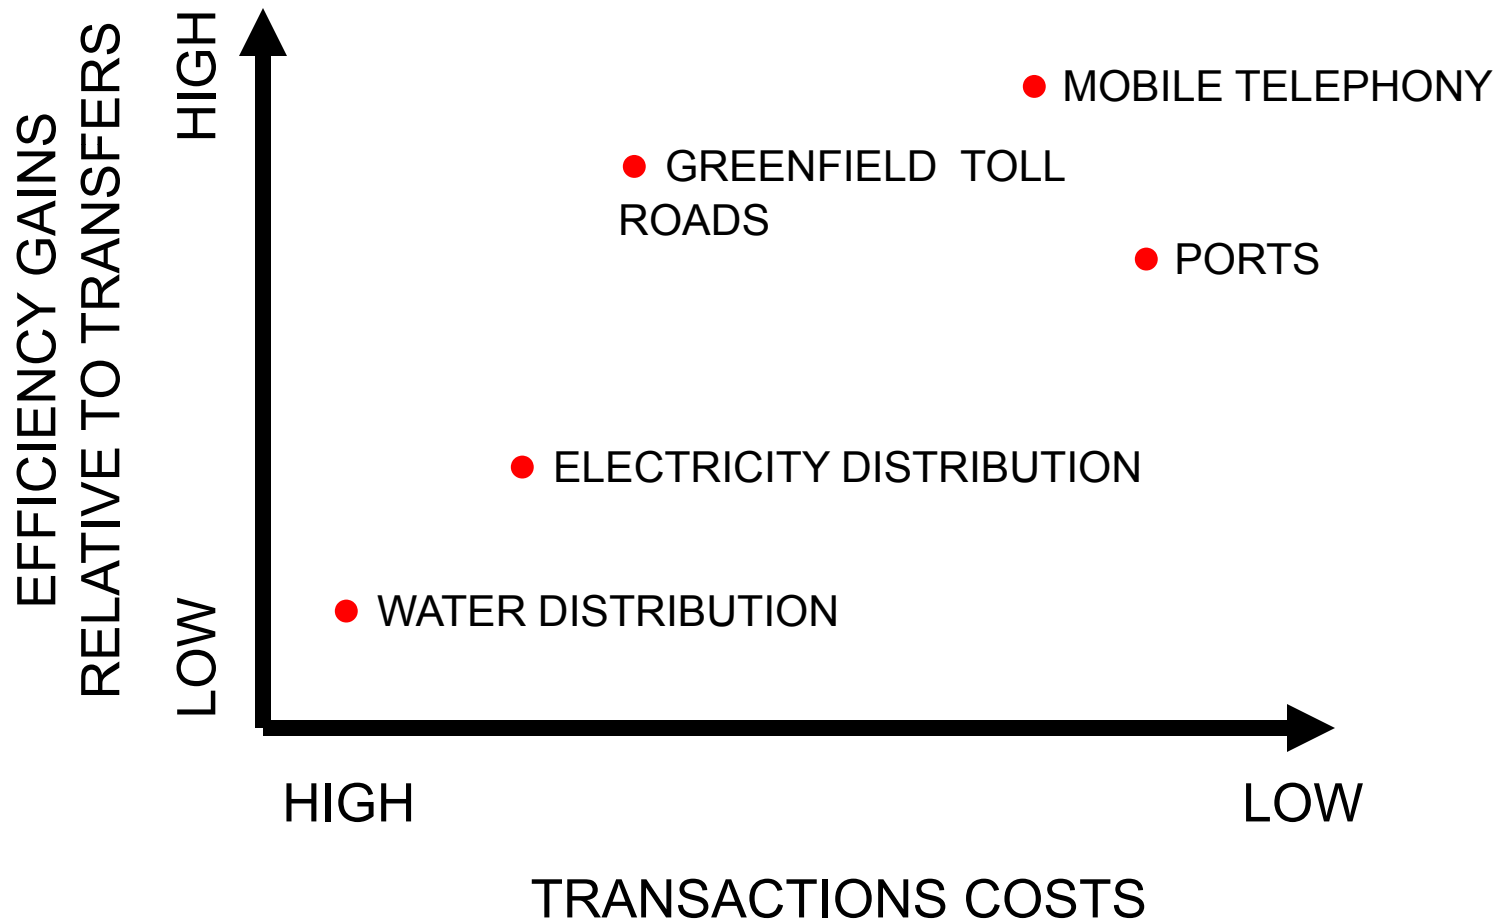 EFFICIENCY GAINS
RELATIVE TO TRANSFERS
HIGH
LOW
MOBILE TELEPHONY
GREENFIELD TOLL
ROADS
PORTS
ELECTRICITY DISTRIBUTION
WATER DISTRIBUTION
HIGH
LOW
TRANSACTIONS COSTS